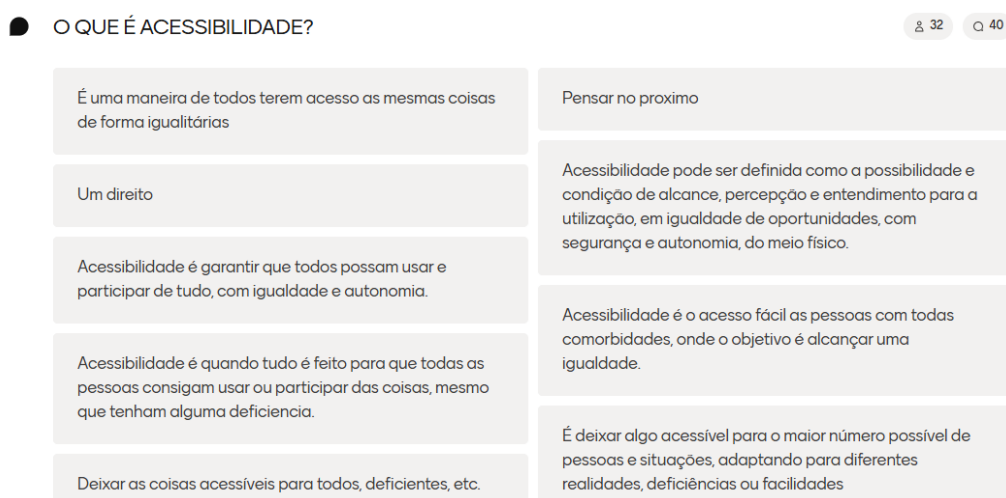 O QUE É ACESSIBILIDADE?
32
40
É uma maneira de todos terem acesso as mesmas coisas
de forma igualitárias
Um direito
Acessibilidade é garantir que todos possam usar e
participar de tudo, com igualdade e autonomia.
Acessibilidade é quando tudo é feito para que todas as
pessoas consigam usar ou participar das coisas, mesmo
que tenham alguma deficiencia.
Deixar as coisas acessíveis para todos, deficientes, etc.
Pensar no proximo
Acessibilidade pode ser definida como a possibilidade e
condição de alcance, percepção e entendimento para a
utilização, em igualdade de oportunidades, com
segurança e autonomia, do meio físico.
Acessibilidade é o acesso fácil as pessoas com todas
comorbidades, onde o objetivo é alcançar uma
igualdade.
É deixar algo acessível para o maior número possível de
pessoas e situações, adaptando para diferentes
realidades, deficiências ou facilidades